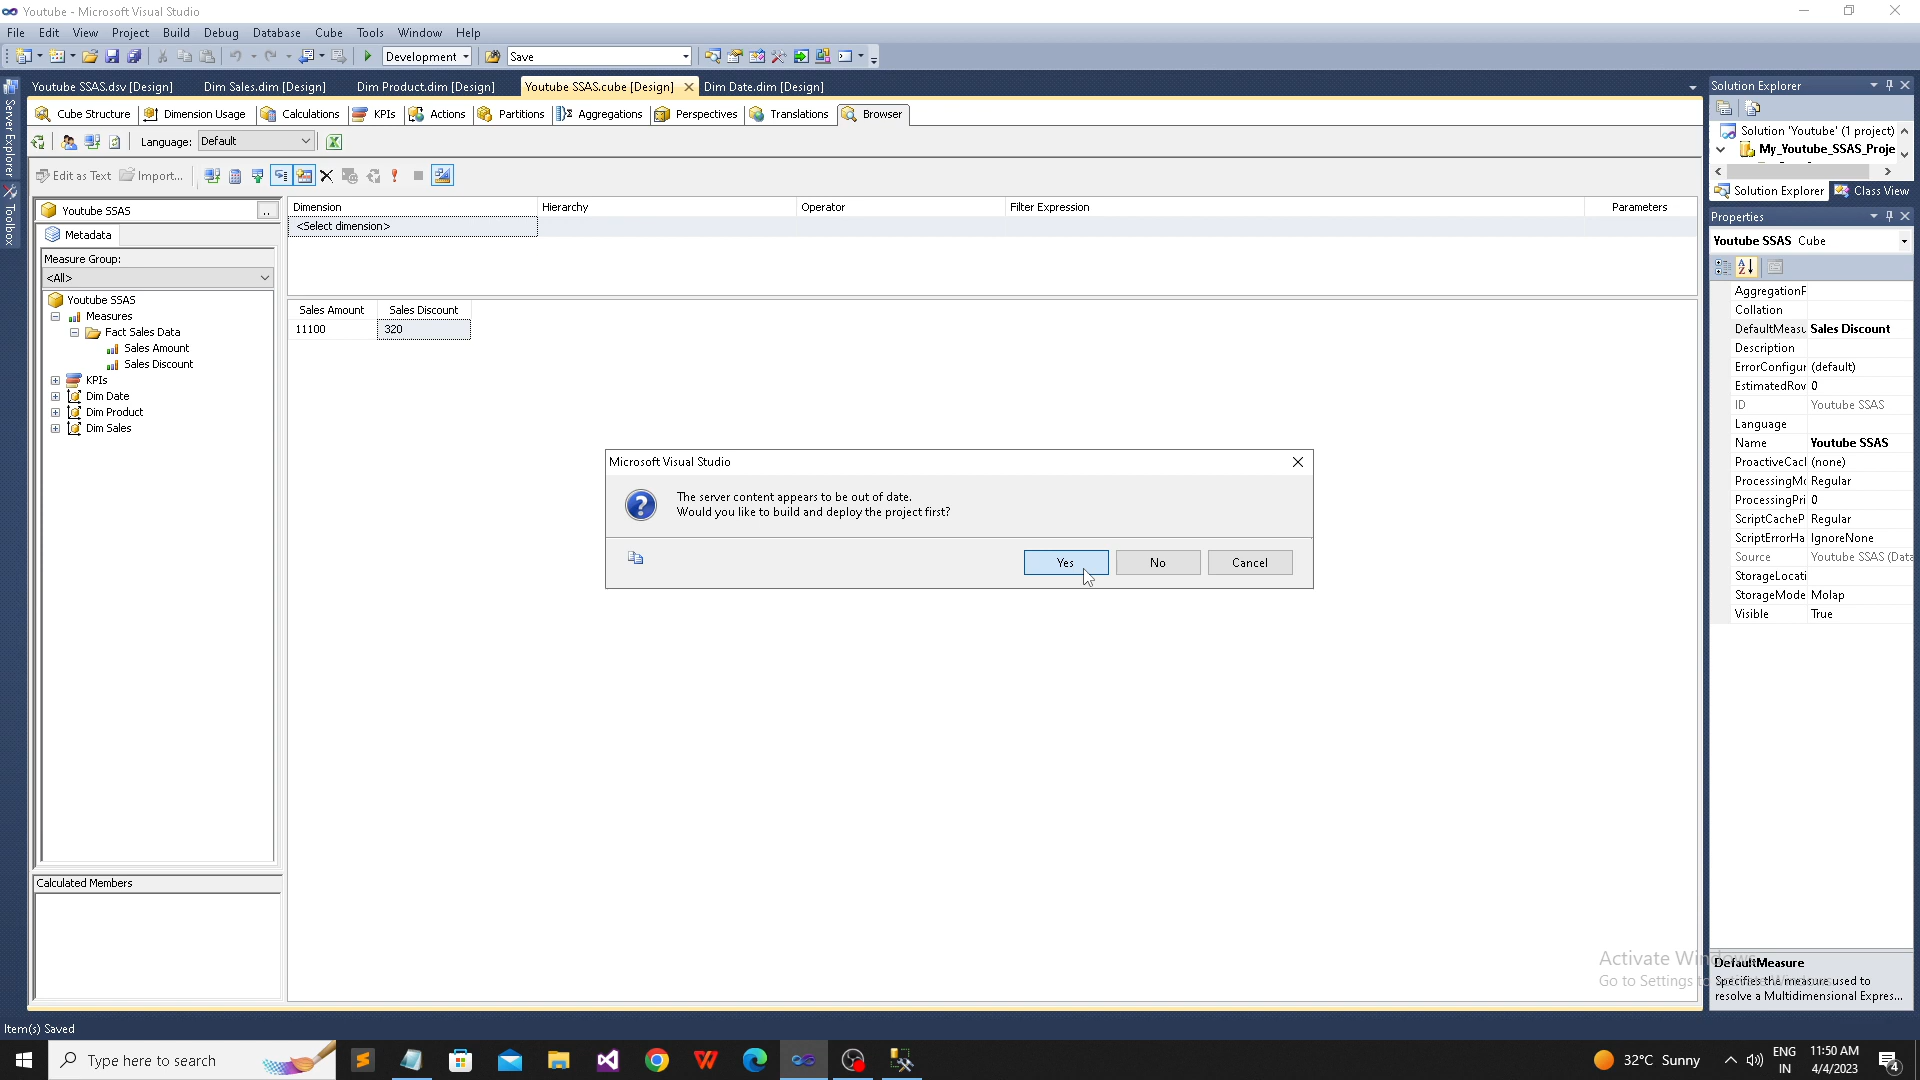 Youtube - Microsoft Visual Studio
File Edit View Project Build Debug Database Cube Tools Window Help
Development Save
Youtube SSAS.dsv [Design] Dim Sales.dim [Design] Dim Product.dim [Design] Youtube SSAS.cube [Design] Dim Date.dim [Design]
Cube Structure Dimension Usage Calculations KPIs Actions Partitions Aggregations Perspectives Translations Browser
Language: Default
Edit as Text Import...
Server Explorer
Toolbox
Youtube SSAS ..
Metadata
Measure Group:
<All>
Youtube SSAS
Measures
Fact Sales Data
Sales Amount
Sales Discount
KPIs
Dim Date
Dim Product
Dim Sales
Calculated Members
Dimension Hierarchy Operator Filter Expression Parameters
<Select dimension>
Sales Amount Sales Discount
11100 320
Microsoft Visual Studio
The server content appears to be out of date.
Would you like to build and deploy the project first?
Yes No Cancel
Solution Explorer
Solution 'Youtube' (1 project)
My_Youtube_SSAS_Proje
Solution Explorer Class View
Properties
Youtube SSAS Cube
AggregationF
Collation
DefaultMeasu Sales Discount
Description
ErrorConfigur (default)
EstimatedRov 0
ID Youtube SSAS
Language
Name Youtube SSAS
ProactiveCacl (none)
ProcessingMo Regular
ProcessingPri 0
ScriptCacheP Regular
ScriptErrorHa IgnoreNone
Source Youtube SSAS (Data
StorageLocati
StorageMode Molap
Visible True
DefaultMeasure
Specifies the measure used to
resolve a Multidimensional Expres...
Activate Windows
Go to Settings to activate Windows.
Item(s) Saved
Type here to search
32°C Sunny
ENG
IN
11:50 AM
4/4/2023
4